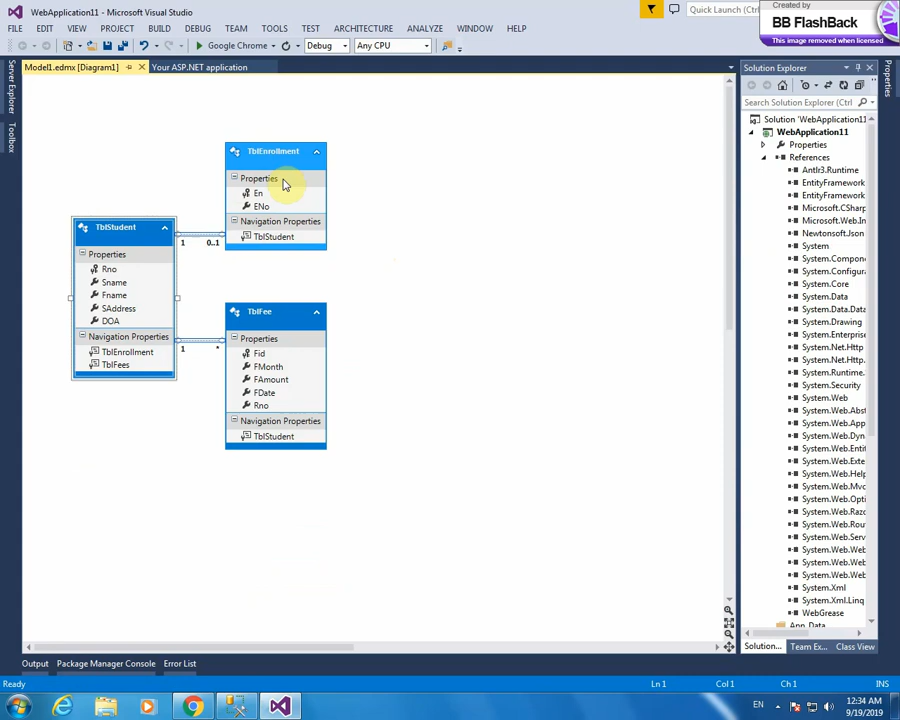 WebApplication11 - Microsoft Visual Studio
Quick Launch (
Created by
BB FlashBack
This image removed when licensed
FILE EDIT VIEW PROJECT BUILD DEBUG TEAM TOOLS TEST ARCHITECTURE ANALYZE WINDOW HELP
Google Chrome Debug Any CPU
Server Explorer
Toolbox
Model1.edmx [Diagram1] Your ASP.NET application
TblStudent
Properties
Rno
Sname
Fname
SAddress
DOA
Navigation Properties
TblEnrollment
TblFees
1 0..1
1 *
TblEnrollment
Properties
En
ENo
Navigation Properties
TblStudent
TblFee
Properties
Fid
FMonth
FAmount
FDate
Rno
Navigation Properties
TblStudent
Solution Explorer
Search Solution Explorer (Ctrl
Solution 'WebApplication11'
WebApplication11
Properties
References
Antlr3.Runtime
EntityFramework
EntityFramework
Microsoft.CSharp
Microsoft.Web.In
Newtonsoft.Json
System
System.Compon
System.Configura
System.Core
System.Data
System.Data.Data
System.Drawing
System.Enterpris
System.Net.Http
System.Net.Http.
System.Runtime.
System.Security
System.Web
System.Web.Abst
System.Web.App
System.Web.Dyn
System.Web.Enti
System.Web.Exte
System.Web.Help
System.Web.Mvc
System.Web.Opti
System.Web.Razo
System.Web.Rou
System.Web.Serv
System.Web.Web
System.Web.Web
System.Web.Web
System.Xml
System.Xml.Linq
WebGrease
App_Data
Solution... Team Ex... Class View
Properties
Output Package Manager Console Error List
Ready Ln 1 Col 1 Ch 1 INS
EN 12:34 AM
9/19/2019